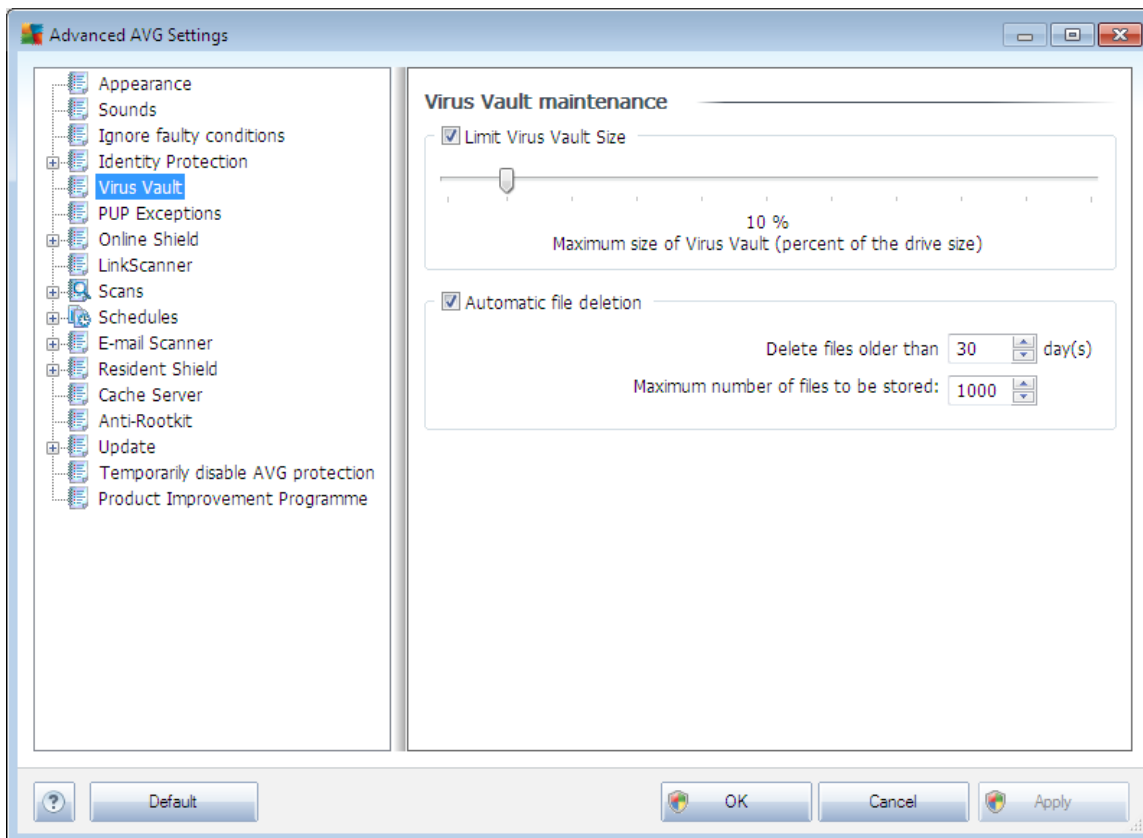 Advanced AVG Settings
Appearance
Sounds
Ignore faulty conditions
Identity Protection
Virus Vault
PUP Exceptions
Online Shield
LinkScanner
Scans
Schedules
E-mail Scanner
Resident Shield
Cache Server
Anti-Rootkit
Update
Temporarily disable AVG protection
Product Improvement Programme
Virus Vault maintenance
Limit Virus Vault Size
10 %
Maximum size of Virus Vault (percent of the drive size)
Automatic file deletion
Delete files older than 30 day(s)
Maximum number of files to be stored: 1000
? Default OK Cancel Apply